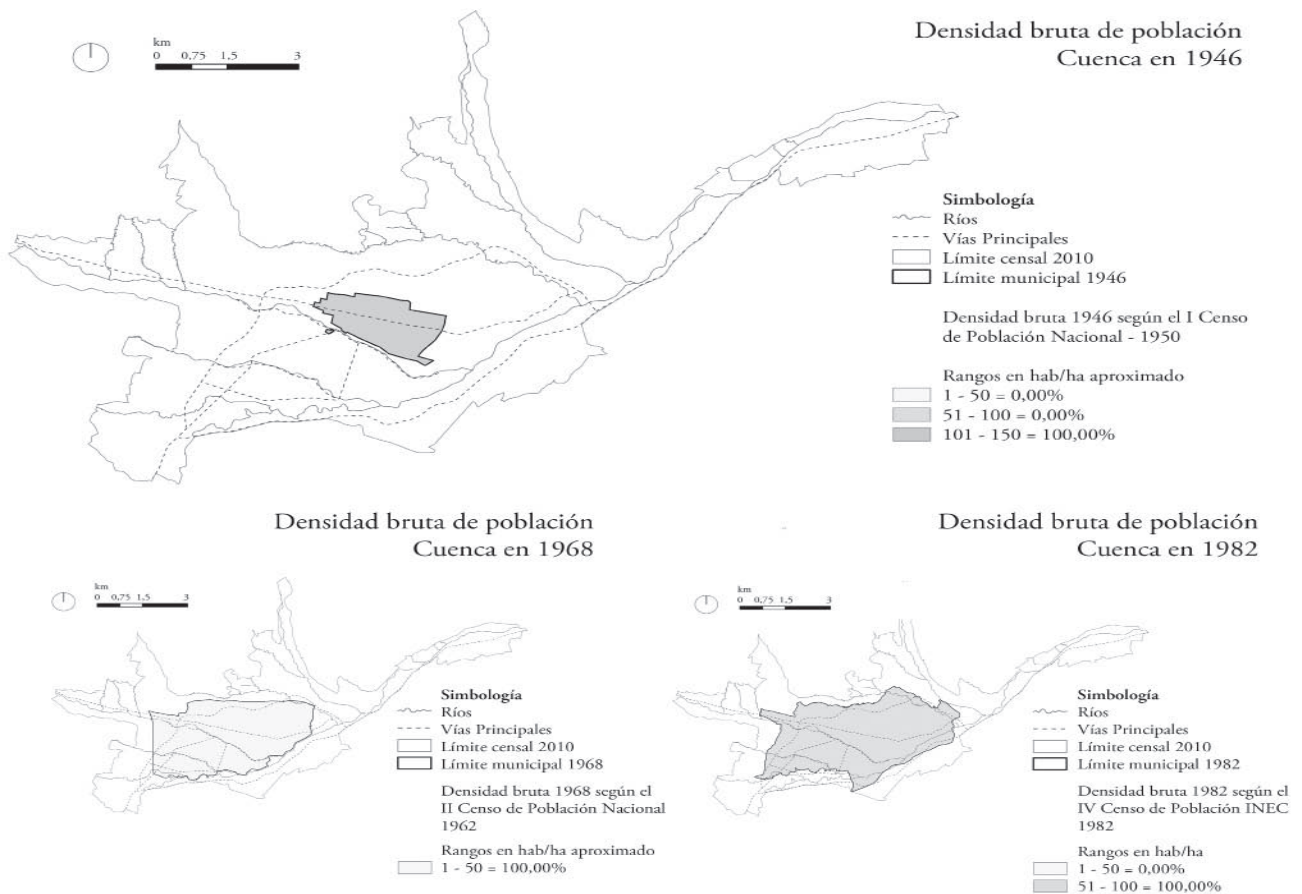 Densidad bruta de población
Cuenca en 1946
km
0 0,75 1,5 3
Simbología
Ríos
Vías Principales
Límite censal 2010
Límite municipal 1946
Densidad bruta 1946 según el I Censo
de Población Nacional - 1950
Rangos en hab/ha aproximado
1 - 50 = 0,00%
51 - 100 = 0,00%
101 - 150 = 100,00%
Densidad bruta de población
Cuenca en 1968
km
0 0,75 1,5 3
Simbología
Ríos
Vías Principales
Límite censal 2010
Límite municipal 1968
Densidad bruta 1968 según el
II Censo de Población Nacional
1962
Rangos en hab/ha aproximado
1 - 50 = 100,00%
Densidad bruta de población
Cuenca en 1982
km
0 0,75 1,5 3
Simbología
Ríos
Vías Principales
Límite censal 2010
Límite municipal 1982
Densidad bruta 1982 según el
IV Censo de Población INEC
1982
Rangos en hab/ha
1 - 50 = 0,00%
51 - 100 = 100,00%